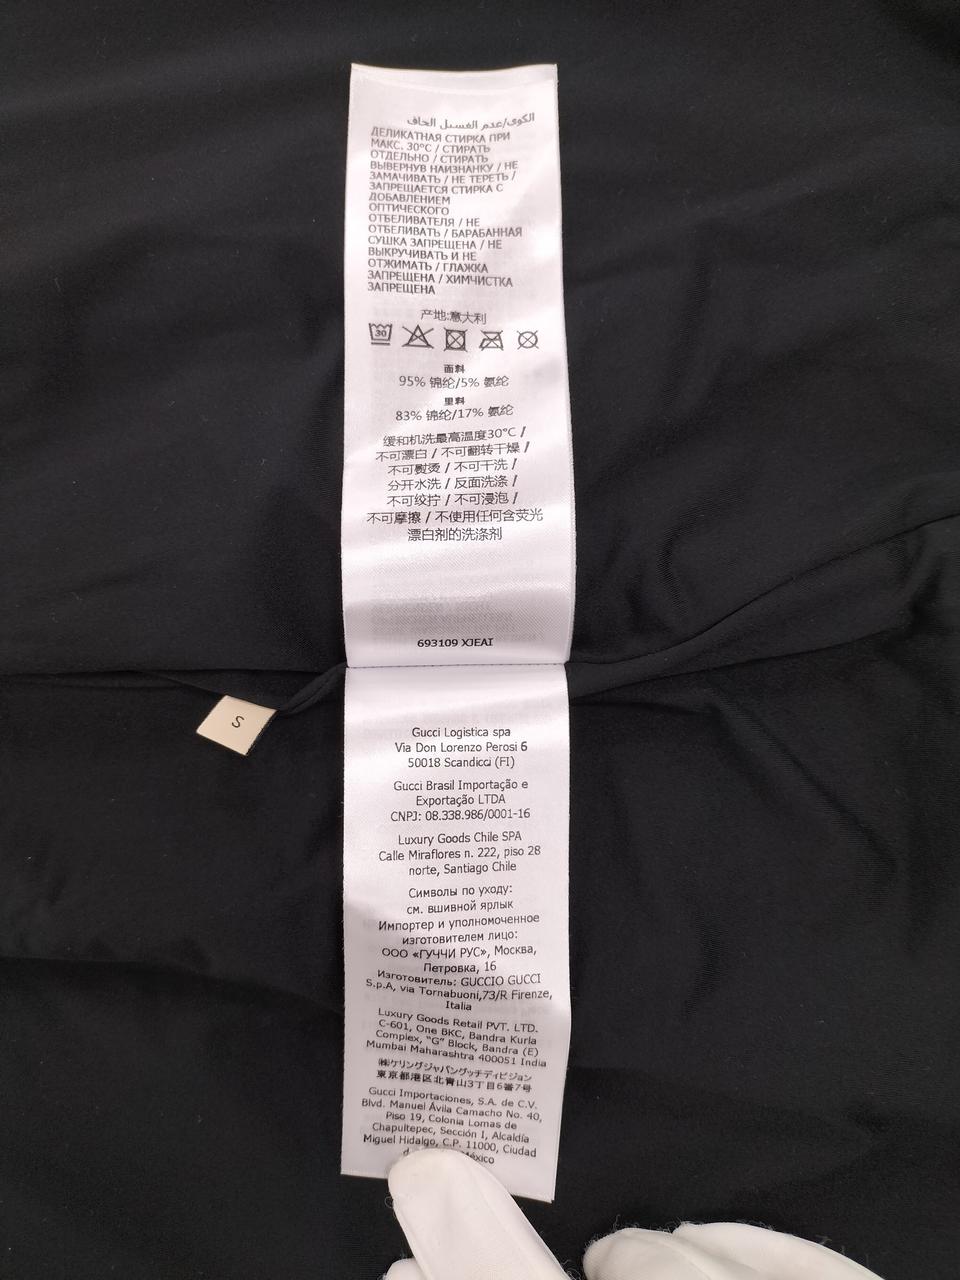 الكوي/عدم الغسيل الجاف
ДЕЛИКАТНАЯ СТИРКА ПРИ
МАКС. 30°C / СТИРАТЬ
ОТДЕЛЬНО / СТИРАТЬ
ВЫВЕРНУВ НАИЗНАНКУ / НЕ
ЗАМАЧИВАТЬ / НЕ ТЕРЕТЬ /
ЗАПРЕЩАЕТСЯ СТИРКА С
ДОБАВЛЕНИЕМ
ОПТИЧЕСКОГО
ОТБЕЛИВАТЕЛЯ / НЕ
ОТБЕЛИВАТЬ / БАРАБАННАЯ
СУШКА ЗАПРЕЩЕНА / НЕ
ВЫКРУЧИВАТЬ И НЕ
ОТЖИМАТЬ / ГЛАЖКА
ЗАПРЕЩЕНА / ХИМЧИСТКА
ЗАПРЕЩЕНА
产地:意大利
30
面料
95% 锦纶/5% 氨纶
里料
83% 锦纶/17% 氨纶
缓和机洗最高温度30°C /
不可漂白 / 不可翻转干燥 /
不可熨烫 / 不可干洗 /
分开水洗 / 反面洗涤 /
不可绞拧 / 不可浸泡 /
不可摩擦 / 不使用任何含荧光
漂白剂的洗涤剂
693109 XJEAI
S
Gucci Logistica spa
Via Don Lorenzo Perosi 6
50018 Scandicci (FI)
Gucci Brasil Importação e
Exportação LTDA
CNPJ: 08.338.986/0001-16
Luxury Goods Chile SPA
Calle Miraflores n. 222, piso 28
norte, Santiago Chile
Символы по уходу:
см. вшивной ярлык
Импортер и уполномоченное
изготовителем лицо:
ООО «ГУЧЧИ РУС», Москва,
Петровка, 16
Изготовитель: GUCCIO GUCCI
S.p.A, via Tornabuoni,73/R Firenze,
Italia
Luxury Goods Retail PVT. LTD.
C-601, One BKC, Bandra Kurla
Complex, "G" Block, Bandra (E)
Mumbai Maharashtra 400051 India
㈱ケリングジャパングッチディビジョン
東京都港区北青山3丁目6番7号
Gucci Importaciones, S.A. de C.V.
Blvd. Manuel Ávila Camacho No. 40,
Piso 19, Colonia Lomas de
Chapultepec, Sección I, Alcaldía
Miguel Hidalgo, C.P. 11000, Ciudad
México